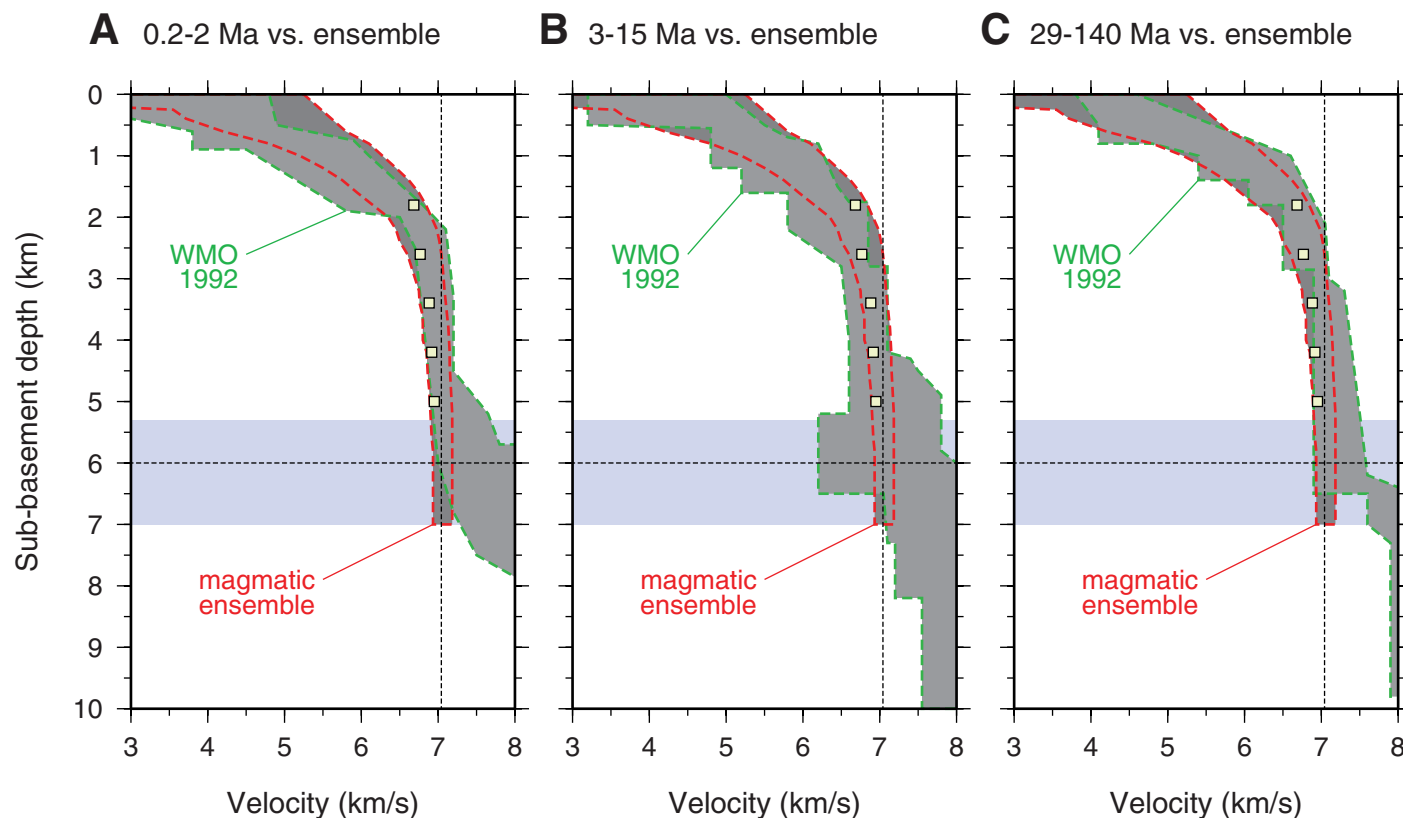 A 0.2-2 Ma vs. ensemble
B 3-15 Ma vs. ensemble
C 29-140 Ma vs. ensemble
Sub-basement depth (km)
0
1
2
3
4
5
6
7
8
9
10
WMO
1992
magmatic
ensemble
WMO
1992
magmatic
ensemble
WMO
1992
magmatic
ensemble
3 4 5 6 7 8
3 4 5 6 7 8
3 4 5 6 7 8
Velocity (km/s)
Velocity (km/s)
Velocity (km/s)